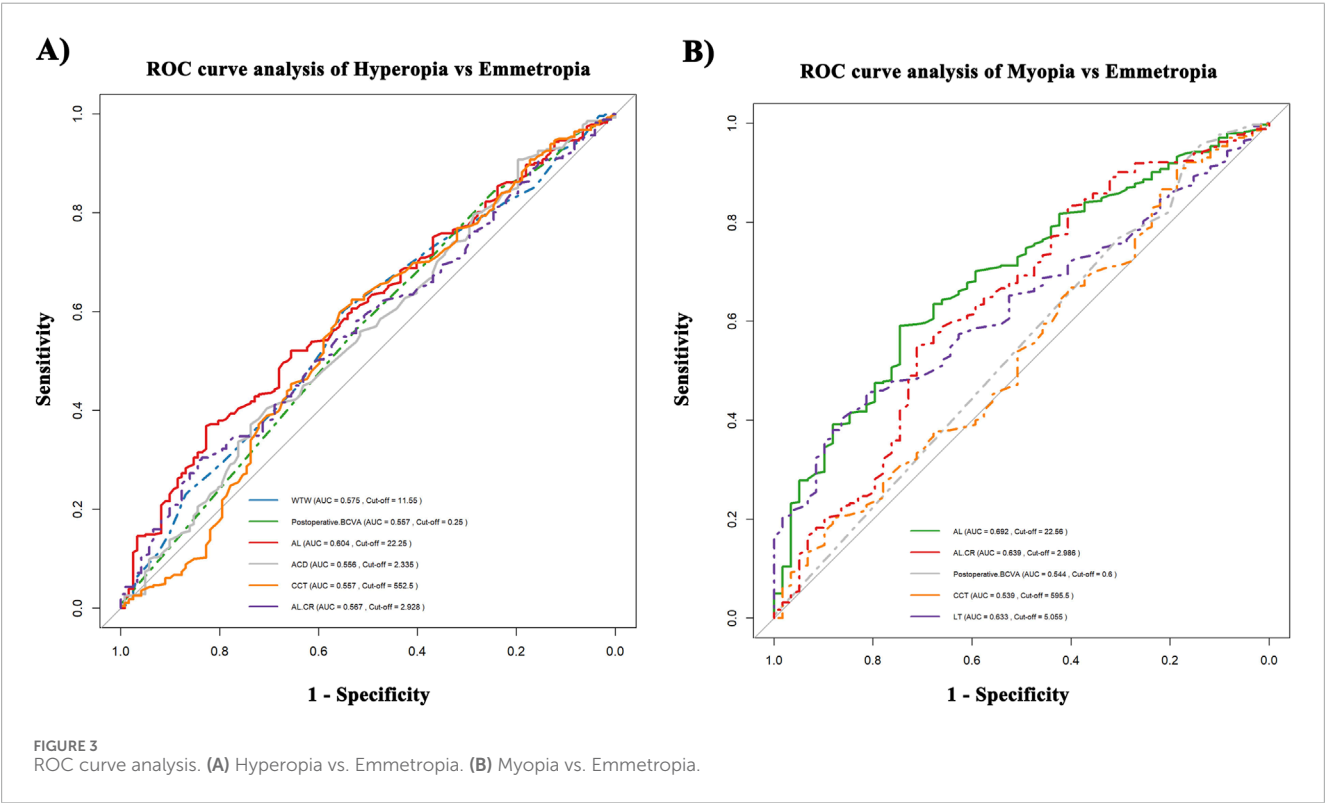 A)
ROC curve analysis of Hyperopia vs Emmetropia
Sensitivity
1.0
0.8
0.6
0.4
0.2
0.0
WTW (AUC = 0.575 , Cut-off = 11.55 )
Postoperative.BCVA (AUC = 0.557 , Cut-off = 0.25 )
AL (AUC = 0.604 , Cut-off = 22.25 )
ACD (AUC = 0.556 , Cut-off = 2.335 )
CCT (AUC = 0.557 , Cut-off = 552.5 )
AL.CR (AUC = 0.567 , Cut-off = 2.928 )
1.0 0.8 0.6 0.4 0.2 0.0
1 - Specificity
B)
ROC curve analysis of Myopia vs Emmetropia
Sensitivity
1.0
0.8
0.6
0.4
0.2
0.0
AL (AUC = 0.692 , Cut-off = 22.56 )
AL.CR (AUC = 0.639 , Cut-off = 2.986 )
Postoperative.BCVA (AUC = 0.544 , Cut-off = 0.6 )
CCT (AUC = 0.539 , Cut-off = 595.5 )
LT (AUC = 0.633 , Cut-off = 5.055 )
1.0 0.8 0.6 0.4 0.2 0.0
1 - Specificity
FIGURE 3
ROC curve analysis. (A) Hyperopia vs. Emmetropia. (B) Myopia vs. Emmetropia.